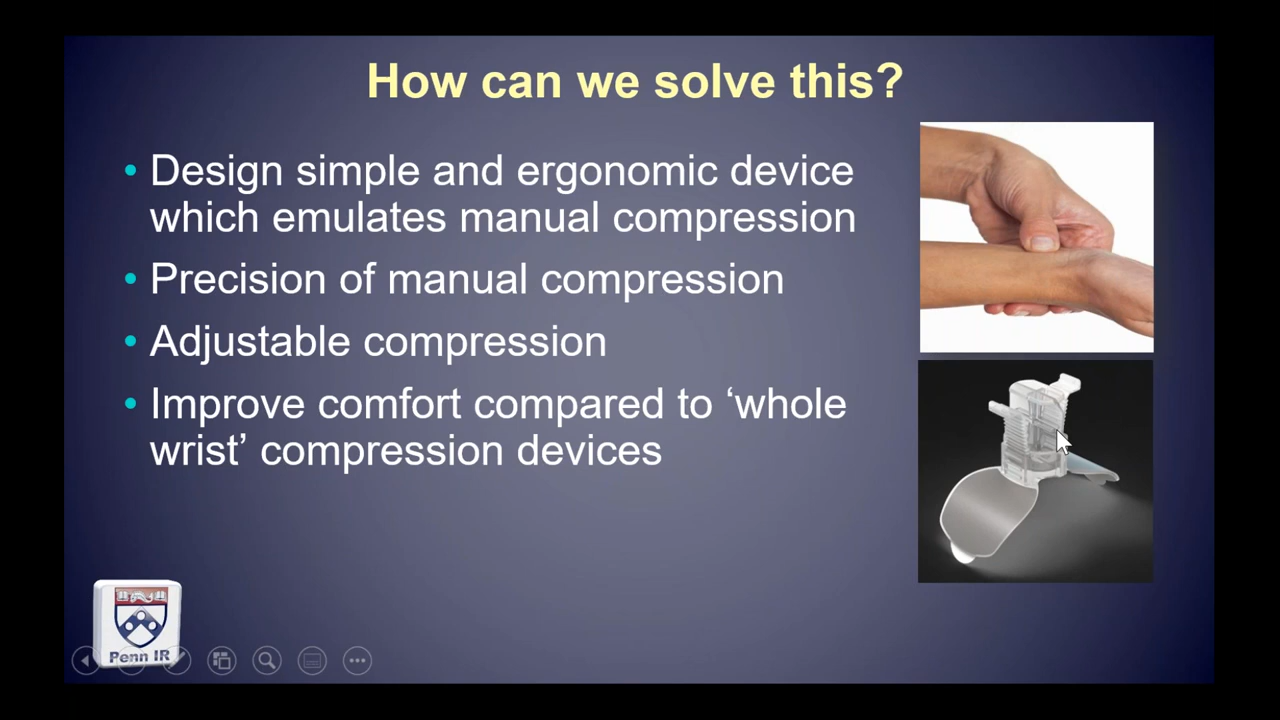 How can we solve this?
• Design simple and ergonomic device
which emulates manual compression
• Precision of manual compression
• Adjustable compression
• Improve comfort compared to ‘whole
wrist’ compression devices
Penn IR